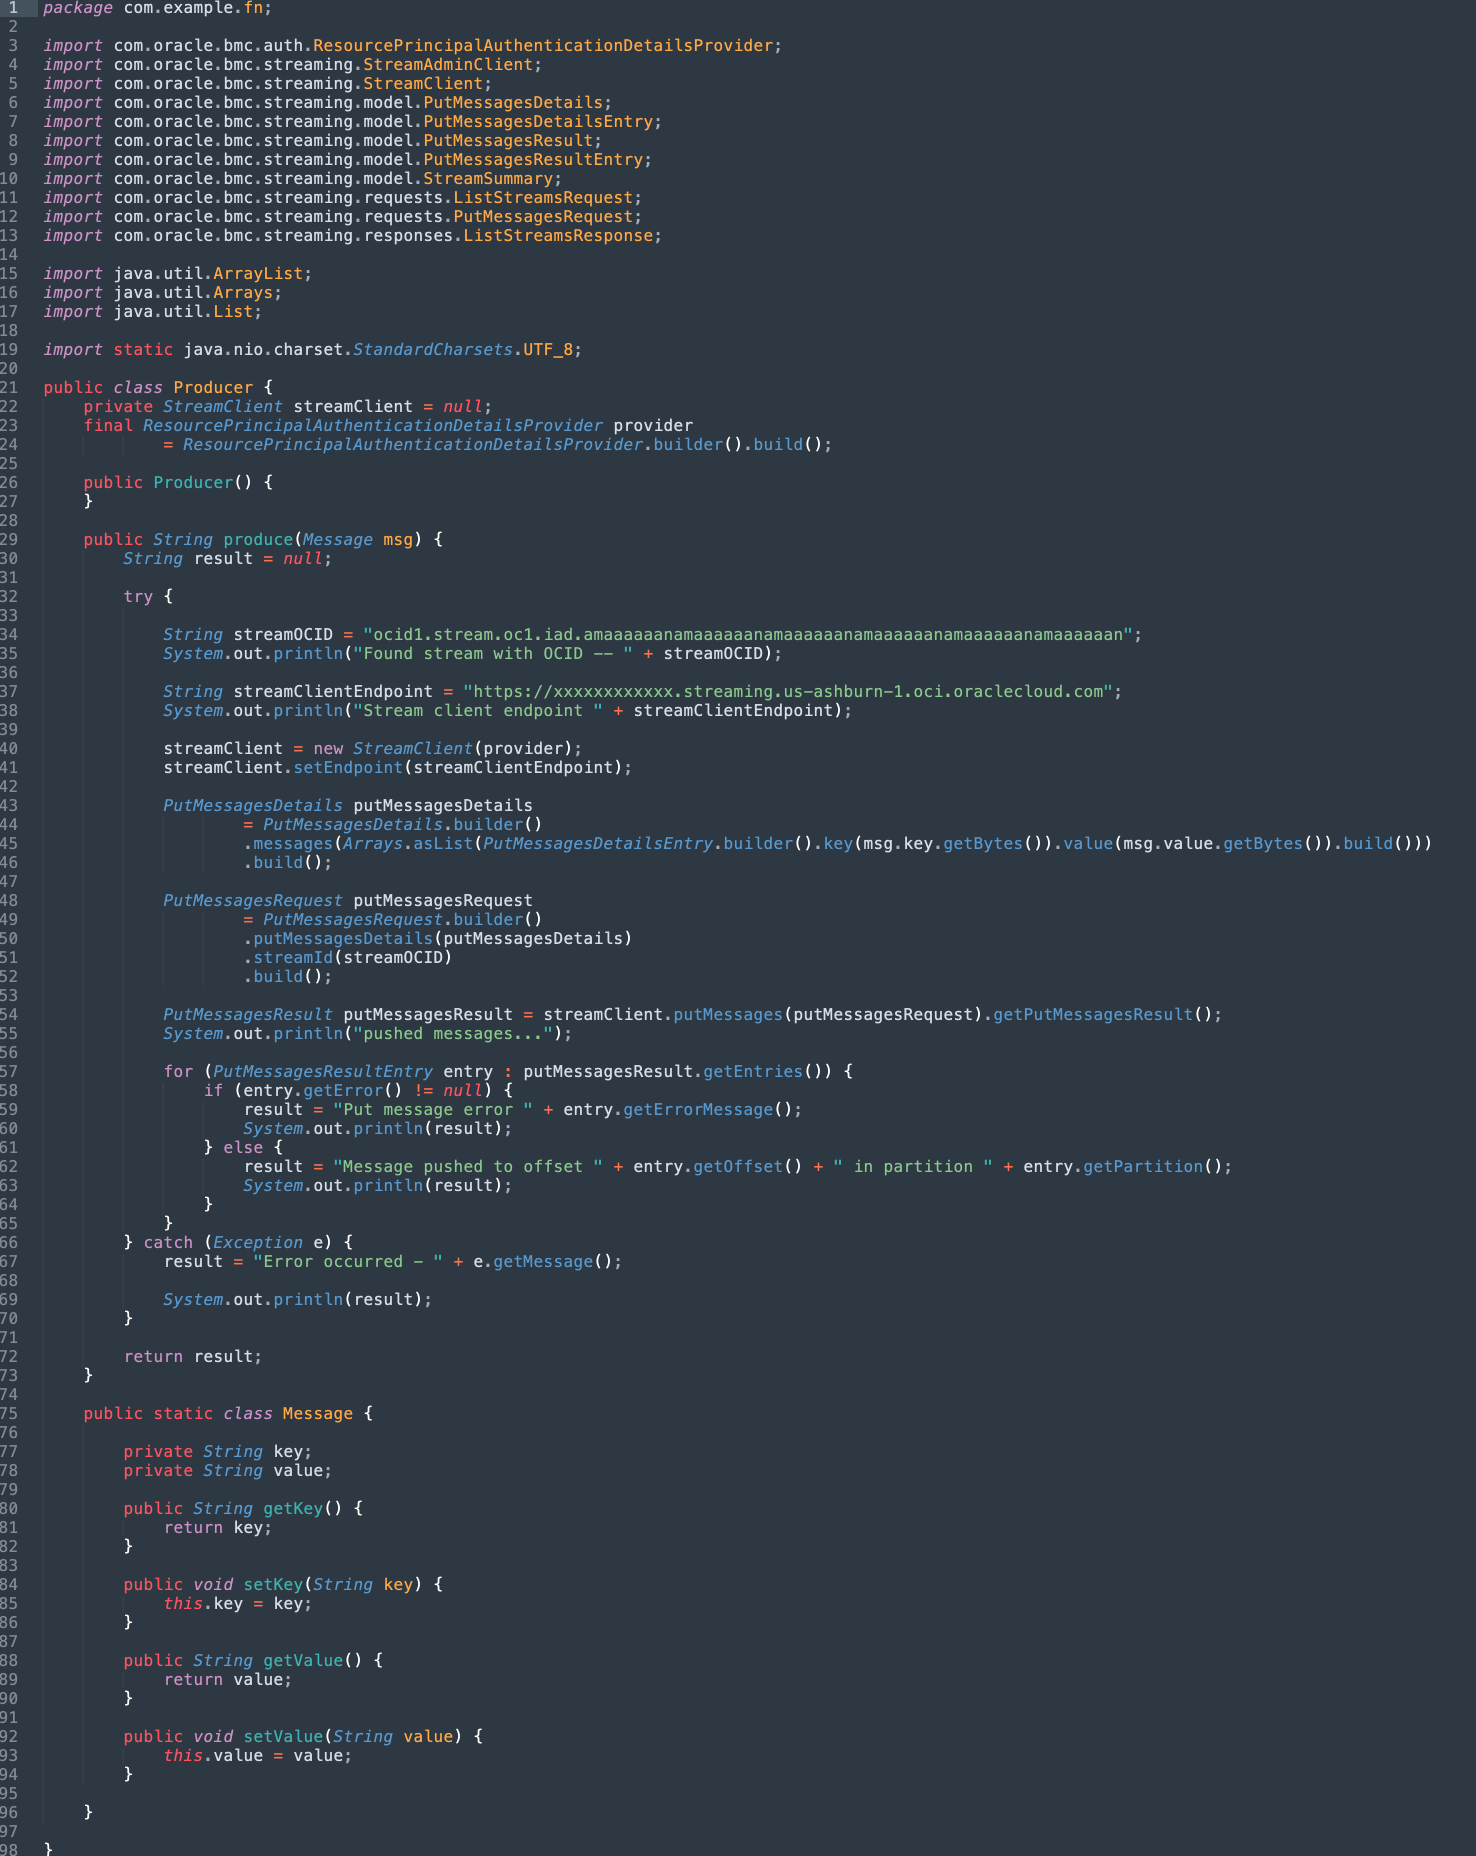 1 package com.example.fn;
2
3 import com.oracle.bmc.auth.ResourcePrincipalAuthenticationDetailsProvider;
4 import com.oracle.bmc.streaming.StreamAdminClient;
5 import com.oracle.bmc.streaming.StreamClient;
6 import com.oracle.bmc.streaming.model.PutMessagesDetails;
7 import com.oracle.bmc.streaming.model.PutMessagesDetailsEntry;
8 import com.oracle.bmc.streaming.model.PutMessagesResult;
9 import com.oracle.bmc.streaming.model.PutMessagesResultEntry;
10 import com.oracle.bmc.streaming.model.StreamSummary;
11 import com.oracle.bmc.streaming.requests.ListStreamsRequest;
12 import com.oracle.bmc.streaming.requests.PutMessagesRequest;
13 import com.oracle.bmc.streaming.responses.ListStreamsResponse;
14
15 import java.util.ArrayList;
16 import java.util.Arrays;
17 import java.util.List;
18
19 import static java.nio.charset.StandardCharsets.UTF_8;
20
21 public class Producer {
22     private StreamClient streamClient = null;
23     final ResourcePrincipalAuthenticationDetailsProvider provider
24             = ResourcePrincipalAuthenticationDetailsProvider.builder().build();
25
26     public Producer() {
27     }
28
29     public String produce(Message msg) {
30         String result = null;
31
32         try {
33
34             String streamOCID = "ocid1.stream.oc1.iad.amaaaaaanamaaaaaanamaaaaaanamaaaaaanamaaaaaanamaaaaaan";
35             System.out.println("Found stream with OCID -- " + streamOCID);
36
37             String streamClientEndpoint = "https://xxxxxxxxxxxx.streaming.us-ashburn-1.oci.oraclecloud.com";
38             System.out.println("Stream client endpoint " + streamClientEndpoint);
39
40             streamClient = new StreamClient(provider);
41             streamClient.setEndpoint(streamClientEndpoint);
42
43             PutMessagesDetails putMessagesDetails
44                     = PutMessagesDetails.builder()
45                     .messages(Arrays.asList(PutMessagesDetailsEntry.builder().key(msg.key.getBytes()).value(msg.value.getBytes()).build()))
46                     .build();
47
48             PutMessagesRequest putMessagesRequest
49                     = PutMessagesRequest.builder()
50                     .putMessagesDetails(putMessagesDetails)
51                     .streamId(streamOCID)
52                     .build();
53
54             PutMessagesResult putMessagesResult = streamClient.putMessages(putMessagesRequest).getPutMessagesResult();
55             System.out.println("pushed messages...");
56
57             for (PutMessagesResultEntry entry : putMessagesResult.getEntries()) {
58                 if (entry.getError() != null) {
59                     result = "Put message error " + entry.getErrorMessage();
60                     System.out.println(result);
61                 } else {
62                     result = "Message pushed to offset " + entry.getOffset() + " in partition " + entry.getPartition();
63                     System.out.println(result);
64                 }
65             }
66         } catch (Exception e) {
67             result = "Error occurred - " + e.getMessage();
68
69             System.out.println(result);
70         }
71
72         return result;
73     }
74
75     public static class Message {
76
77         private String key;
78         private String value;
79
80         public String getKey() {
81             return key;
82         }
83
84         public void setKey(String key) {
85             this.key = key;
86         }
87
88         public String getValue() {
89             return value;
90         }
91
92         public void setValue(String value) {
93             this.value = value;
94         }
95
96     }
97
98 }